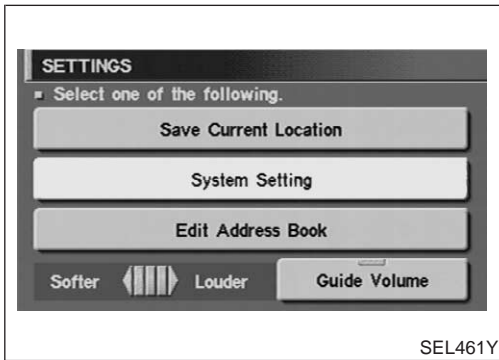 SETTINGS
Select one of the following.
Save Current Location
System Setting
Edit Address Book
Softer Louder Guide Volume
SEL461Y